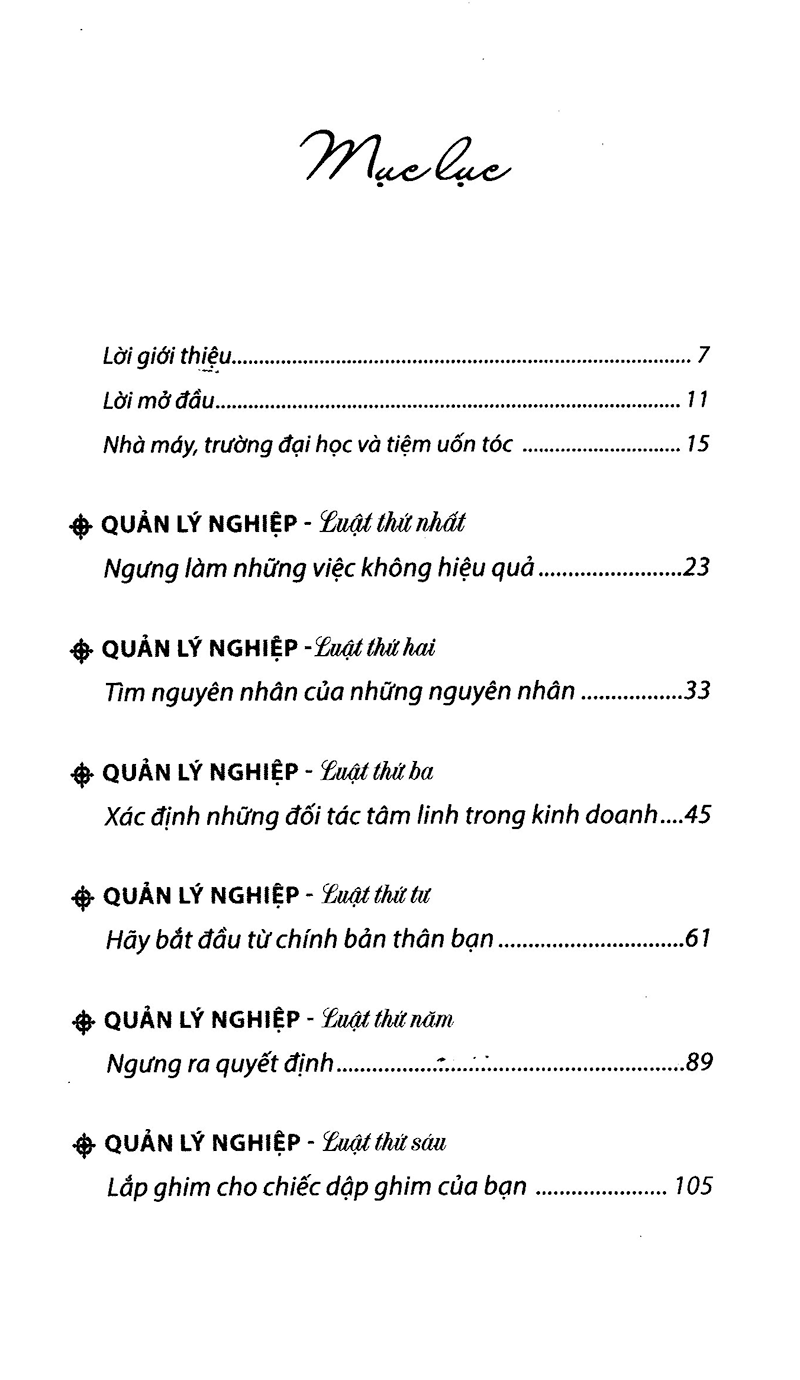 Mục lục
Lời giới thiệu............................................................................ 7
Lời mở đầu.............................................................................. 11
Nhà máy, trường đại học và tiệm uốn tóc ........................... 15
QUẢN LÝ NGHIỆP - Luật thứ nhất
Ngưng làm những việc không hiệu quả........................23
QUẢN LÝ NGHIỆP -Luật thứ hai
Tìm nguyên nhân của những nguyên nhân .................33
QUẢN LÝ NGHIỆP - Luật thứ ba
Xác định những đối tác tâm linh trong kinh doanh....45
QUẢN LÝ NGHIỆP - Luật thứ tư
Hãy bắt đầu từ chính bản thân bạn...............................61
QUẢN LÝ NGHIỆP - Luật thứ năm
Ngưng ra quyết định...........................................................89
QUẢN LÝ NGHIỆP - Luật thứ sáu
Lắp ghim cho chiếc dập ghim của bạn ...................... 105